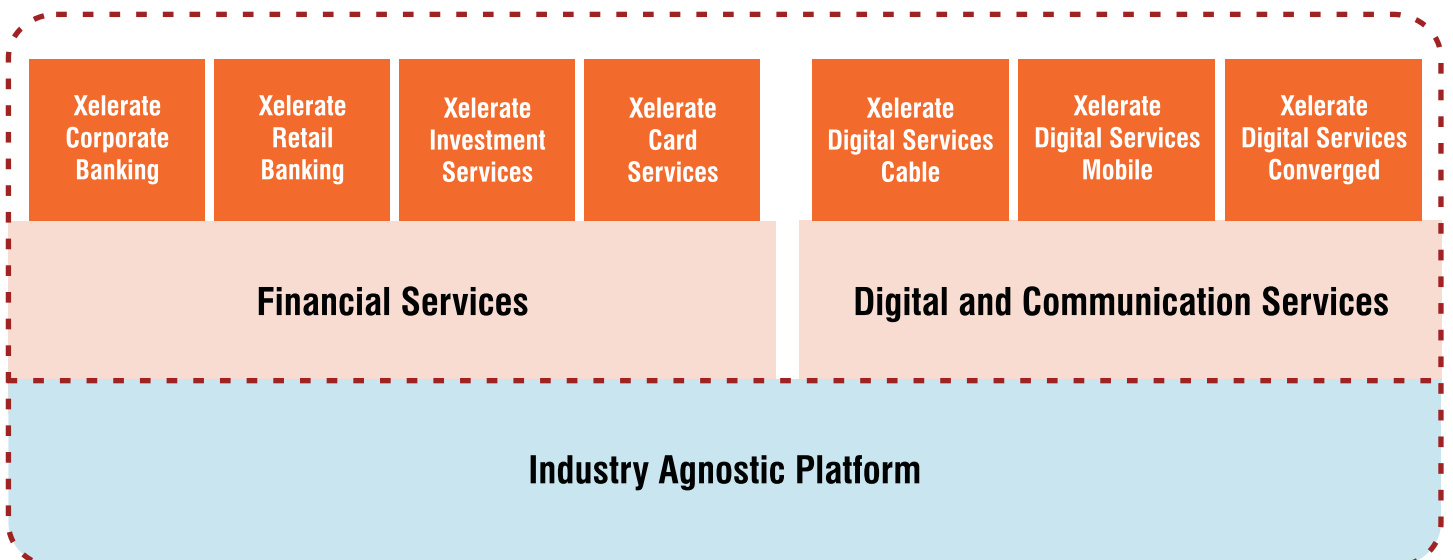 Xelerate
Corporate
Banking
Xelerate
Retail
Banking
Xelerate
Investment
Services
Xelerate
Card
Services
Xelerate
Digital Services
Cable
Xelerate
Digital Services
Mobile
Xelerate
Digital Services
Converged
Financial Services
Digital and Communication Services
Industry Agnostic Platform